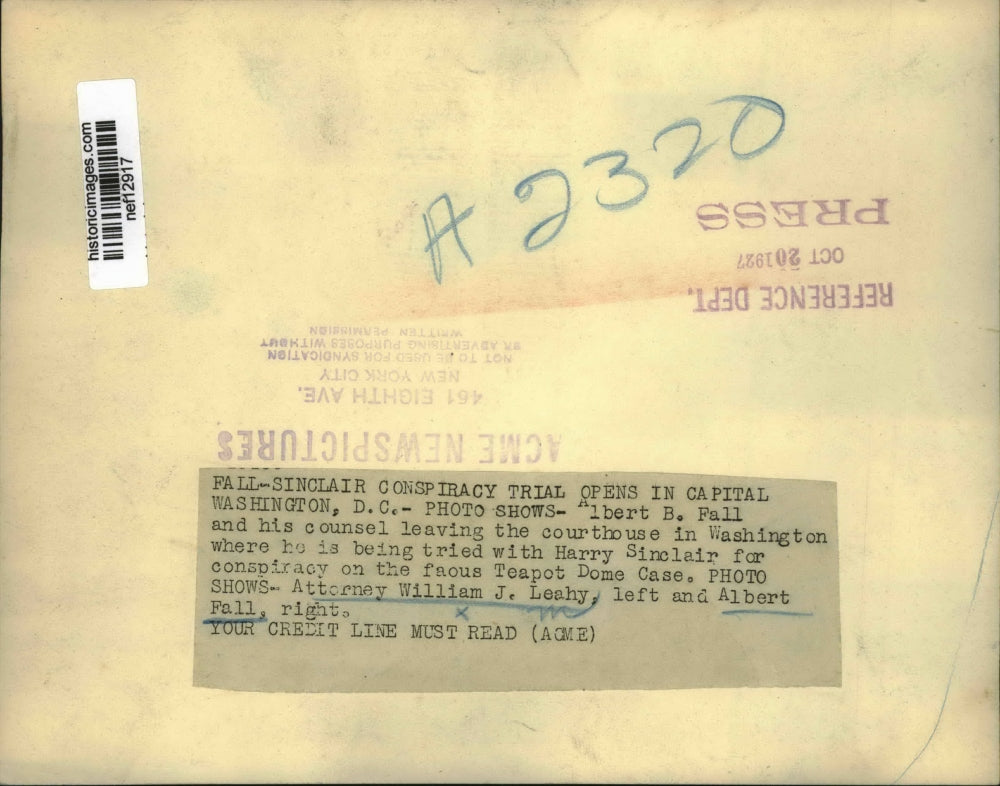 historicimages.com
nef12917
A 2320
PRESS
OCT 20 1927
REFERENCE DEPT.
NOT TO BE USED FOR SYNDICATION
OR ADVERTISING PURPOSES WITHOUT
WRITTEN PERMISSION
ACME NEWSPICTURES
461 EIGHTH AVE.
NEW YORK CITY
FALL-SINCLAIR CONSPIRACY TRIAL OPENS IN CAPITAL
WASHINGTON, D.C.- PHOTO SHOWS- Albert B. Fall
and his counsel leaving the courthouse in Washington
where he is being tried with Harry Sinclair for
conspiracy on the faous Teapot Dome Case. PHOTO
SHOWS- Attorney William J. Leahy, left and Albert
Fall, right.
YOUR CREDIT LINE MUST READ (ACME)